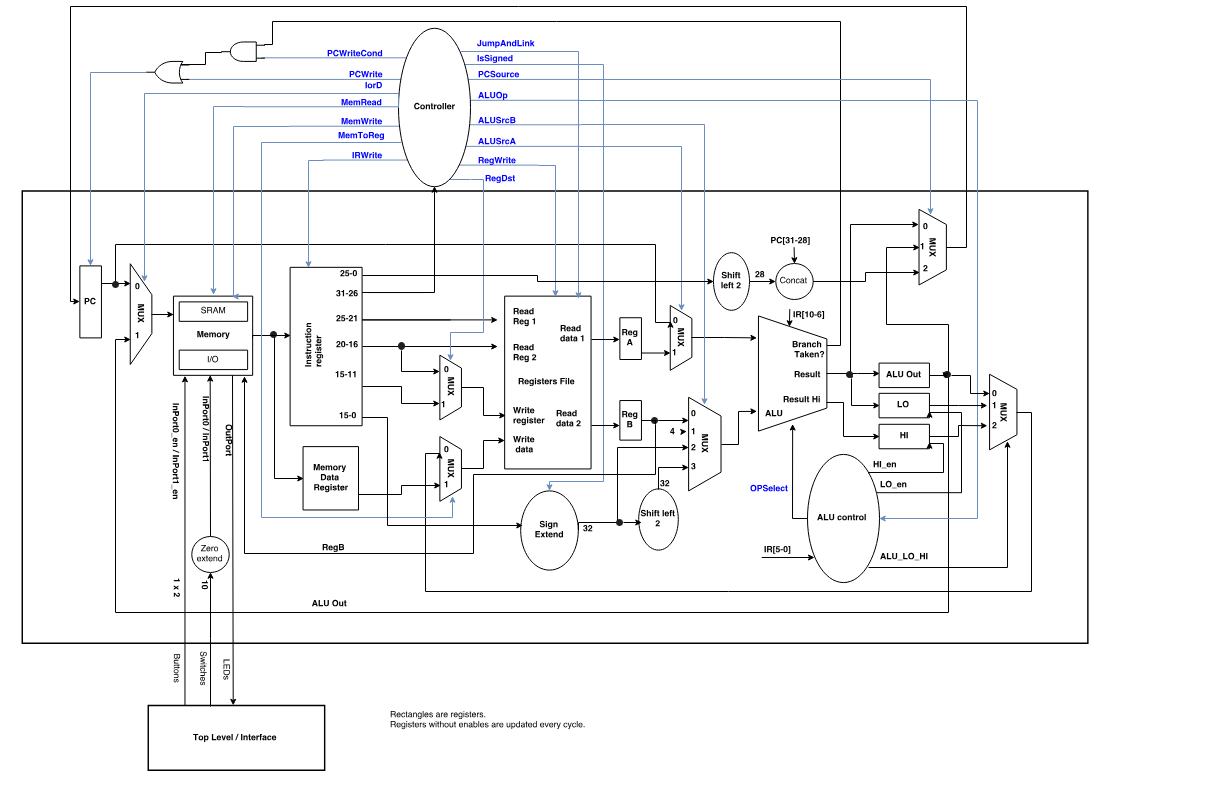 JumpAndLink
PCWriteCond
IsSigned
PCWrite
PCSource
IorD
ALUOp
MemRead
Controller
MemWrite
ALUSrcB
MemToReg
ALUSrcA
IRWrite
RegWrite
RegDst
PC[31-28]
0
MUX
1
2
Shift
left 2
28
Concat
PC
0
MUX
1
SRAM
Memory
I/O
Instruction
register
25-0
31-26
25-21
20-16
15-11
15-0
Read
Reg 1
Read
data 1
Read
Reg 2
Registers File
Write
register
Read
data 2
Write
data
Reg
A
0
MUX
1
IR[10-6]
Branch
Taken?
Result
Result Hi
ALU
ALU Out
LO
HI
0
1
2
MUX
0
MUX
1
0
MUX
1
Reg
B
0
4
1
2
3
MUX
Memory
Data
Register
Sign
Extend
32
Shift left
2
32
HI_en
LO_en
OPSelect
ALU control
IR[5-0]
ALU_LO_HI
InPort0_en / InPort1_en
InPort0 / InPort1
OutPort
Zero
extend
RegB
1 x 2
10
ALU Out
Buttons
Switches
LEDs
Top Level / Interface
Rectangles are registers.
Registers without enables are updated every cycle.